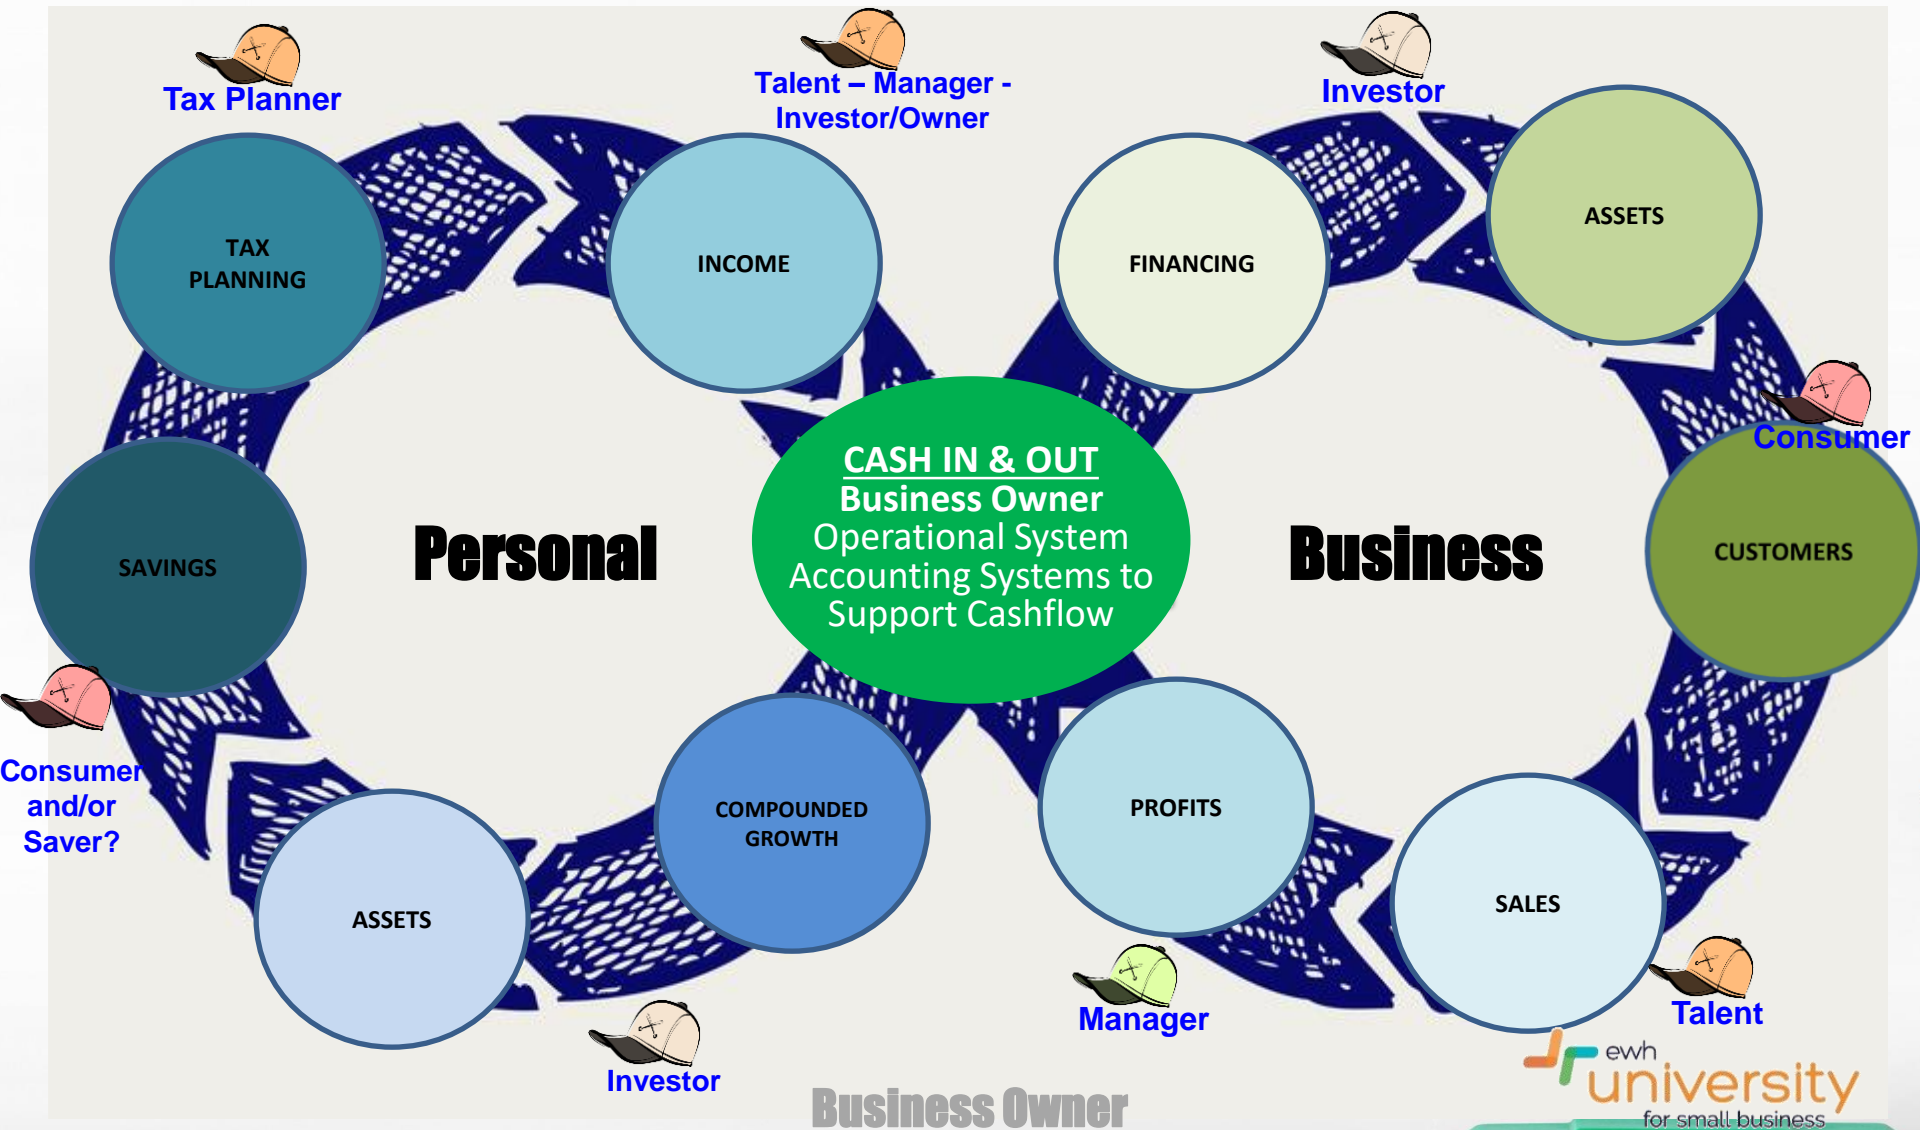 Tax Planner
Talent – Manager -
Investor/Owner
Investor
TAX
PLANNING
INCOME
FINANCING
ASSETS
Consumer
CASH IN & OUT
Business Owner
Operational System
Accounting Systems to
Support Cashflow
SAVINGS
Personal
Business
CUSTOMERS
Consumer
and/or
Saver?
ASSETS
COMPOUNDED
GROWTH
PROFITS
SALES
Investor
Manager
Talent
Business Owner
ewh
university
for small business